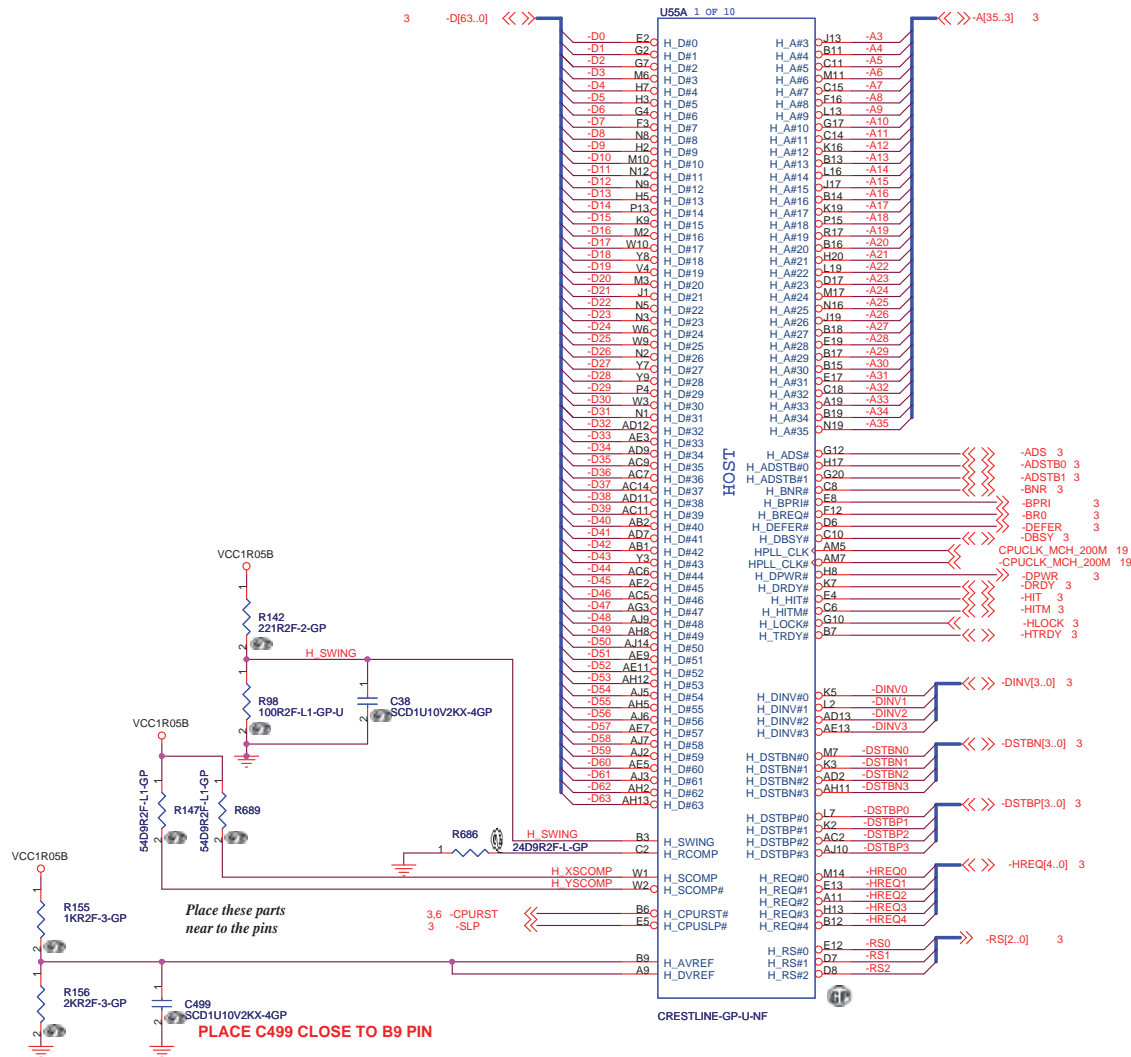 U55A 1 OF 10
3 -D[63..0]
-A[35..3] 3
-D0 E2 H_D#0
-D1 G2 H_D#1
-D2 G7 H_D#2
-D3 M6 H_D#3
-D4 H7 H_D#4
-D5 H3 H_D#5
-D6 G4 H_D#6
-D7 F3 H_D#7
-D8 N8 H_D#8
-D9 H2 H_D#9
-D10 M10 H_D#10
-D11 N12 H_D#11
-D12 N9 H_D#12
-D13 H5 H_D#13
-D14 P13 H_D#14
-D15 K9 H_D#15
-D16 M2 H_D#16
-D17 W10 H_D#17
-D18 Y8 H_D#18
-D19 V4 H_D#19
-D20 M3 H_D#20
-D21 J1 H_D#21
-D22 N5 H_D#22
-D23 N3 H_D#23
-D24 W6 H_D#24
-D25 W9 H_D#25
-D26 N2 H_D#26
-D27 Y7 H_D#27
-D28 Y9 H_D#28
-D29 P4 H_D#29
-D30 W3 H_D#30
-D31 N1 H_D#31
-D32 AD12 H_D#32
-D33 AE3 H_D#33
-D34 AD9 H_D#34
-D35 AC9 H_D#35
-D36 AC7 H_D#36
-D37 AC14 H_D#37
-D38 AD11 H_D#38
-D39 AC11 H_D#39
-D40 AB2 H_D#40
-D41 AD7 H_D#41
-D42 AB1 H_D#42
-D43 Y3 H_D#43
-D44 AC6 H_D#44
-D45 AE2 H_D#45
-D46 AC5 H_D#46
-D47 AG3 H_D#47
-D48 AJ9 H_D#48
-D49 AH8 H_D#49
-D50 AJ14 H_D#50
-D51 AE9 H_D#51
-D52 AE11 H_D#52
-D53 AH12 H_D#53
-D54 AJ5 H_D#54
-D55 AH5 H_D#55
-D56 AJ6 H_D#56
-D57 AE7 H_D#57
-D58 AJ7 H_D#58
-D59 AJ2 H_D#59
-D60 AE5 H_D#60
-D61 AJ3 H_D#61
-D62 AH2 H_D#62
-D63 AH13 H_D#63
H_SWING B3 H_SWING
C2 H_RCOMP
H_XSCOMP W1 H_SCOMP
H_YSCOMP W2 H_SCOMP#
3,6 -CPURST B6 H_CPURST#
3 -SLP E5 H_CPUSLP#
B9 H_AVREF
A9 H_DVREF
HOST
H_A#3 J13 -A3
H_A#4 B11 -A4
H_A#5 C11 -A5
H_A#6 M11 -A6
H_A#7 C15 -A7
H_A#8 F16 -A8
H_A#9 L13 -A9
H_A#10 G17 -A10
H_A#11 C14 -A11
H_A#12 K16 -A12
H_A#13 B13 -A13
H_A#14 L16 -A14
H_A#15 J17 -A15
H_A#16 B14 -A16
H_A#17 K19 -A17
H_A#18 P15 -A18
H_A#19 R17 -A19
H_A#20 B16 -A20
H_A#21 H20 -A21
H_A#22 L19 -A22
H_A#23 D17 -A23
H_A#24 M17 -A24
H_A#25 N16 -A25
H_A#26 J19 -A26
H_A#27 B18 -A27
H_A#28 E19 -A28
H_A#29 B17 -A29
H_A#30 B15 -A30
H_A#31 E17 -A31
H_A#32 C18 -A32
H_A#33 A19 -A33
H_A#34 B19 -A34
H_A#35 N19 -A35
H_ADS# G12 -ADS 3
H_ADSTB#0 H17 -ADSTB0 3
H_ADSTB#1 G20 -ADSTB1 3
H_BNR# C8 -BNR 3
H_BPRI# E8 -BPRI 3
H_BREQ# F12 -BR0 3
H_DEFER# D6 -DEFER 3
H_DBSY# C10 -DBSY 3
HPLL_CLK AM5 CPUCLK_MCH_200M 19
HPLL_CLK# AM7 -CPUCLK_MCH_200M 19
H_DPWR# H8 -DPWR 3
H_DRDY# K7 -DRDY 3
H_HIT# E4 -HIT 3
H_HITM# C6 -HITM 3
H_LOCK# G10 -HLOCK 3
H_TRDY# B7 -HTRDY 3
H_DINV#0 K5 -DINV0
-DINV[3..0] 3
H_DINV#1 L2 -DINV1
H_DINV#2 AD13 -DINV2
H_DINV#3 AE13 -DINV3
H_DSTBN#0 M7 -DSTBN0
-DSTBN[3..0] 3
H_DSTBN#1 K3 -DSTBN1
H_DSTBN#2 AD2 -DSTBN2
H_DSTBN#3 AH11 -DSTBN3
H_DSTBP#0 L7 -DSTBP0
-DSTBP[3..0] 3
H_DSTBP#1 K2 -DSTBP1
H_DSTBP#2 AC2 -DSTBP2
H_DSTBP#3 AJ10 -DSTBP3
H_REQ#0 M14 -HREQ0
-HREQ[4..0] 3
H_REQ#1 E13 -HREQ1
H_REQ#2 A11 -HREQ2
H_REQ#3 H13 -HREQ3
H_REQ#4 B12 -HREQ4
H_RS#0 E12 -RS0
-RS[2..0] 3
H_RS#1 D7 -RS1
H_RS#2 D8 -RS2
GP
CRESTLINE-GP-U-NF
VCC1R05B
1
R142
221R2F-2-GP
2
H_SWING
1
R98
100R2F-L1-GP-U
2
1
C38
SCD1U10V2KX-4GP
2
VCC1R05B
1
54D9R2F-L1-GP
R147
2
1
54D9R2F-L1-GP
R689
2
1 R686 2
24D9R2F-L-GP
VCC1R05B
1
R155
1KR2F-3-GP
2
Place these parts
near to the pins
1
R156
2KR2F-3-GP
2
1
C499
SCD1U10V2KX-4GP
2
PLACE C499 CLOSE TO B9 PIN